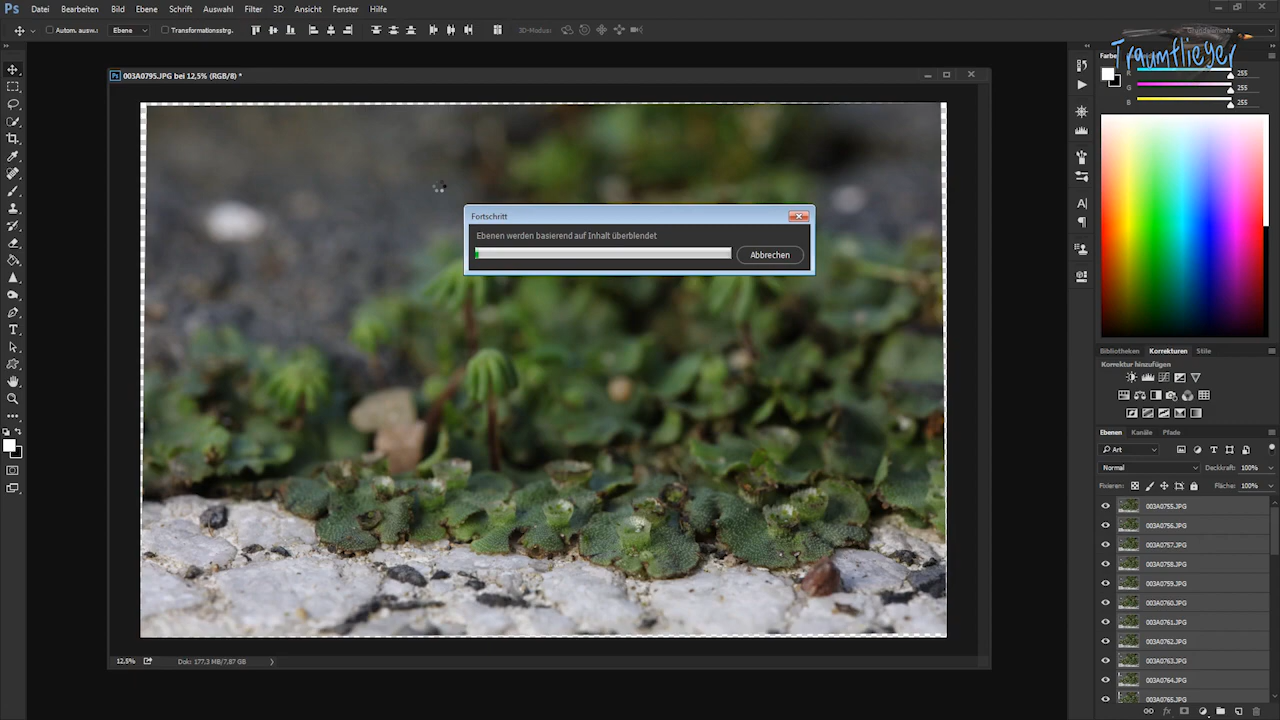 Ps Datei Bearbeiten Bild Ebene Schrift Auswahl Filter 3D Ansicht Fenster Hilfe
Autom. ausw.: Ebene Transformationsstrg. 3D-Modus:
Traumflieger
Ps 003A0795.JPG bei 12,5% (RGB/8) *
Farbe
R 255
255
B 255
Fortschritt
Ebenen werden basierend auf Inhalt überblendet
Abbrechen
Bibliotheken Korrekturen Stile
Korrektur hinzufügen
Ebenen Kanäle Pfade
Art
Normal Deckkraft: 100%
Fixieren: Fläche: 100%
003A0755.JPG
003A0756.JPG
003A0757.JPG
003A0758.JPG
003A0759.JPG
003A0760.JPG
003A0761.JPG
003A0762.JPG
003A0763.JPG
003A0764.JPG
003A0765.JPG
12,5% Dok: 177,3 MB/7,87 GB